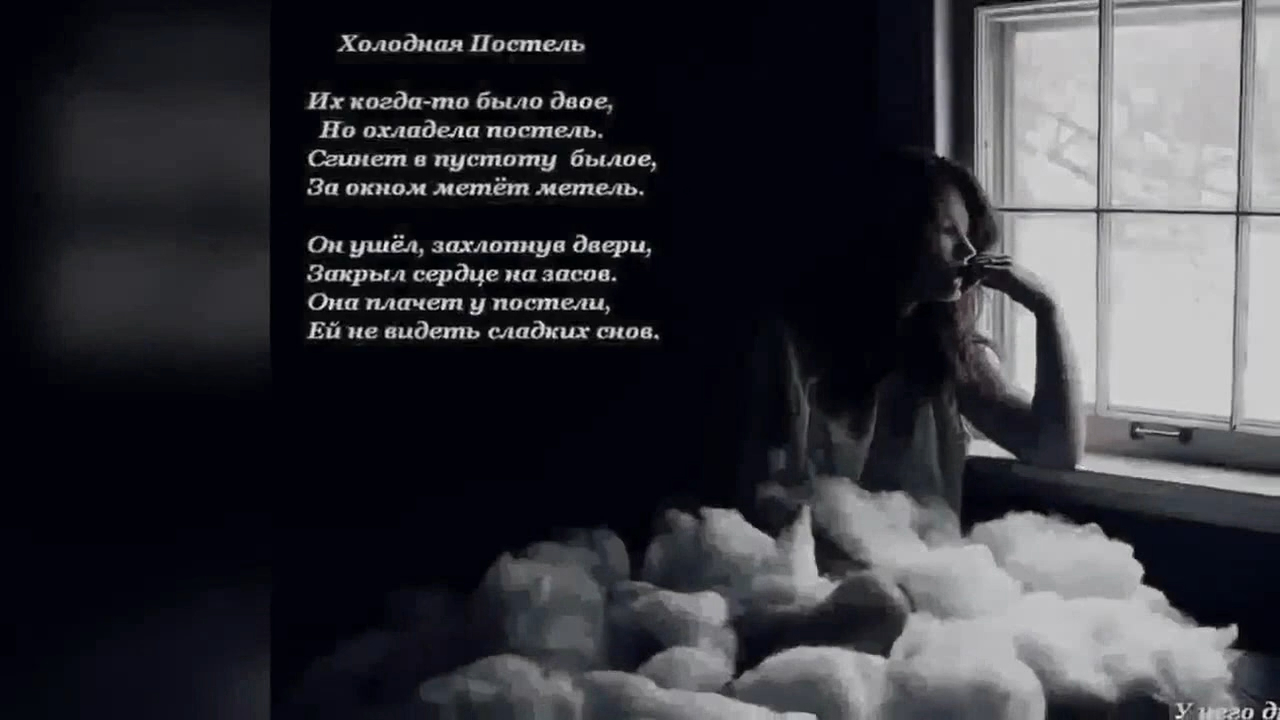 Холодная Постель
Их когда-то было двое,
Но охладела постель.
Сгинет в пустоту былое,
За окном метёт метель.
Он ушёл, захлопнув двери,
Закрыл сердце на засов.
Она плачет у постели,
Ей не видеть сладких снов.
У него